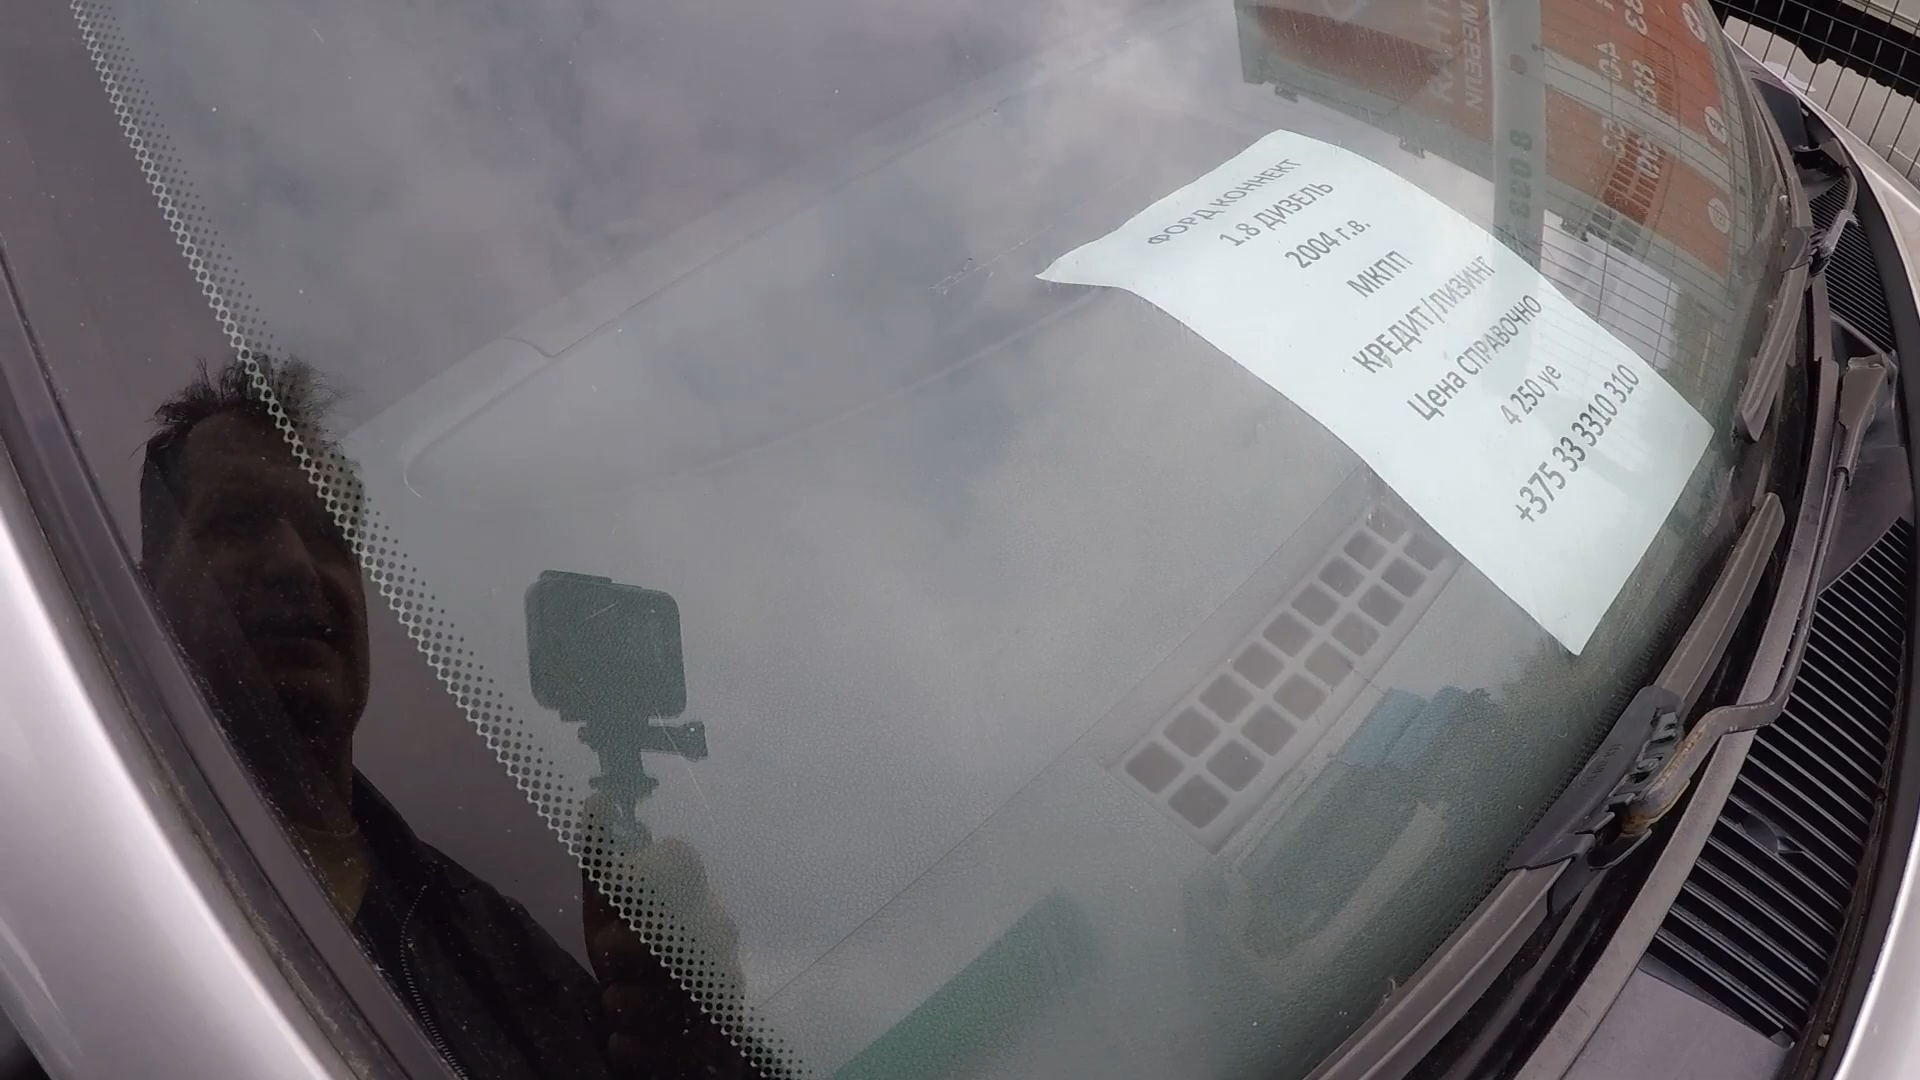 ФОРД КОННЕКТ
1.8 ДИЗЕЛЬ
2004 г.в.
МКПП
КРЕДИТ/ЛИЗИНГ
Цена СПРАВОЧНО
4 250 уе
+375 33 3310 310